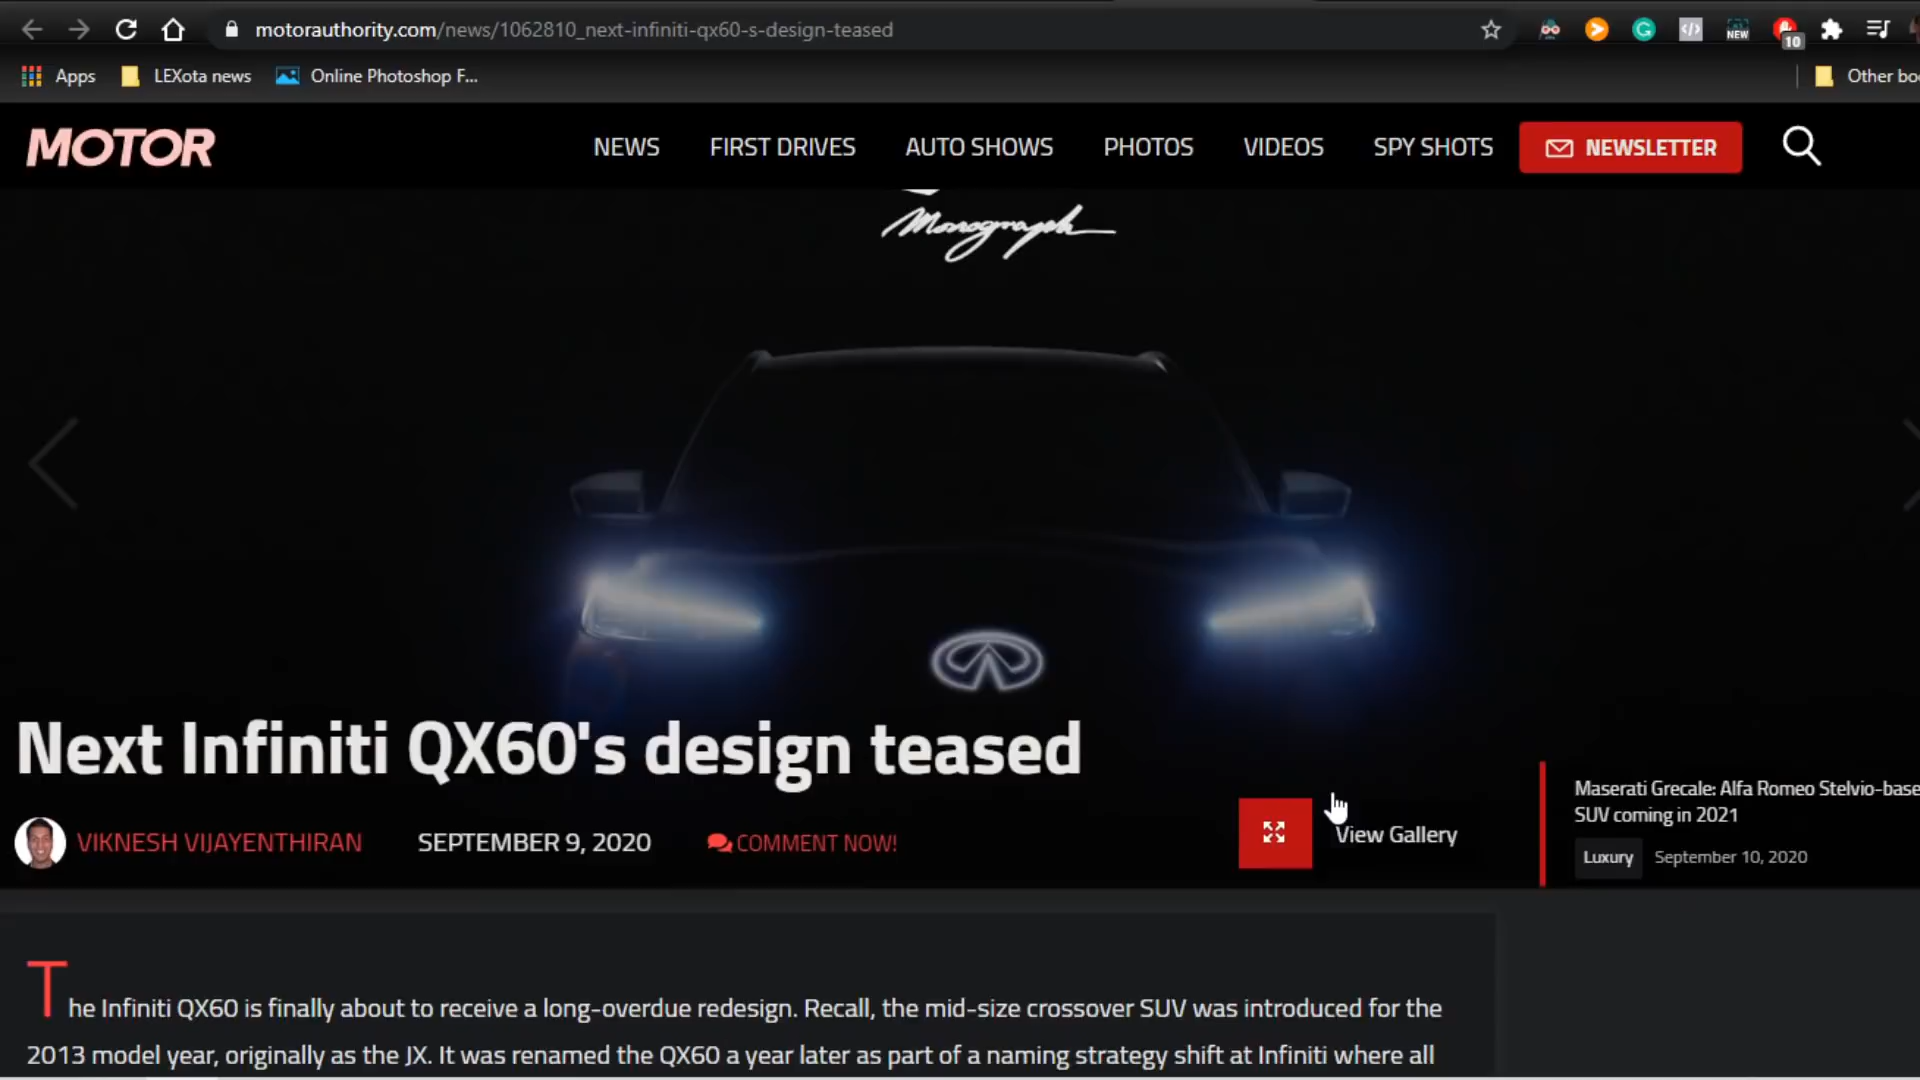 motorauthority.com/news/1062810_next-infiniti-qx60-s-design-teased
NEW
10
Apps
LEXota news
Online Photoshop F...
Other bo
MOTOR
NEWS
FIRST DRIVES
AUTO SHOWS
PHOTOS
VIDEOS
SPY SHOTS
NEWSLETTER
Monograph
Next Infiniti QX60's design teased
VIKNESH VIJAYENTHIRAN
SEPTEMBER 9, 2020
COMMENT NOW!
View Gallery
Maserati Grecale: Alfa Romeo Stelvio-base
SUV coming in 2021
Luxury
September 10, 2020
The Infiniti QX60 is finally about to receive a long-overdue redesign. Recall, the mid-size crossover SUV was introduced for the
2013 model year, originally as the JX. It was renamed the QX60 a year later as part of a naming strategy shift at Infiniti where all